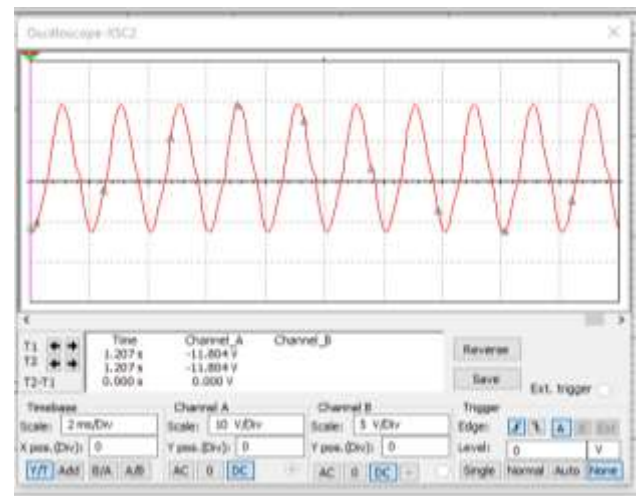 Oscilloscope-XSC2
T1
T2
T2-T1
Time Channel_A Channel_B
1.207 s -11.804 V
1.207 s -11.804 V
0.000 s 0.000 V
Reverse
Save
Ext. trigger
Timebase
Scale: 2 ms/Div
X pos.(Div): 0
Y/T Add B/A A/B
Channel A
Scale: 10 V/Div
Y pos.(Div): 0
AC 0 DC -
Channel B
Scale: 5 V/Div
Y pos.(Div): 0
AC 0 DC -
Trigger
Edge: A B Ext
Level: 0 V
Single Normal Auto None